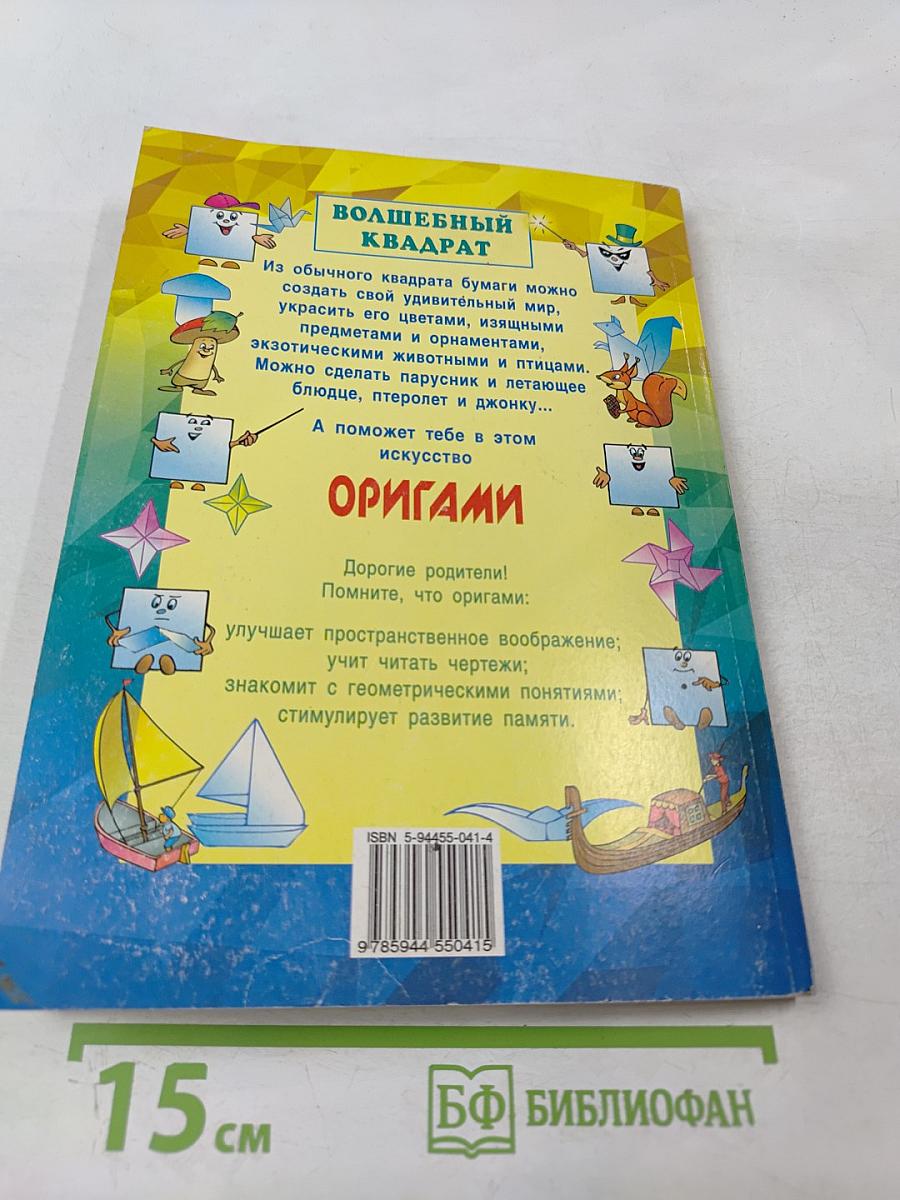 ВОЛШЕБНЫЙ
КВАДРАТ
Из обычного квадрата бумаги можно
создать свой удивительный мир,
украсить его цветами, изящными
предметами и орнаментами,
экзотическими животными и птицами.
Можно сделать парусник и летающее
блюдце, птеролет и джонку...
А поможет тебе в этом
искусство
ОРИГАМИ
Дорогие родители!
Помните, что оригами:
улучшает пространственное воображение;
учит читать чертежи;
знакомит с геометрическими понятиями;
стимулирует развитие памяти.
ISBN 5-94455-041-4
9 785944 550415
15 см
БФ БИБЛИОФАН